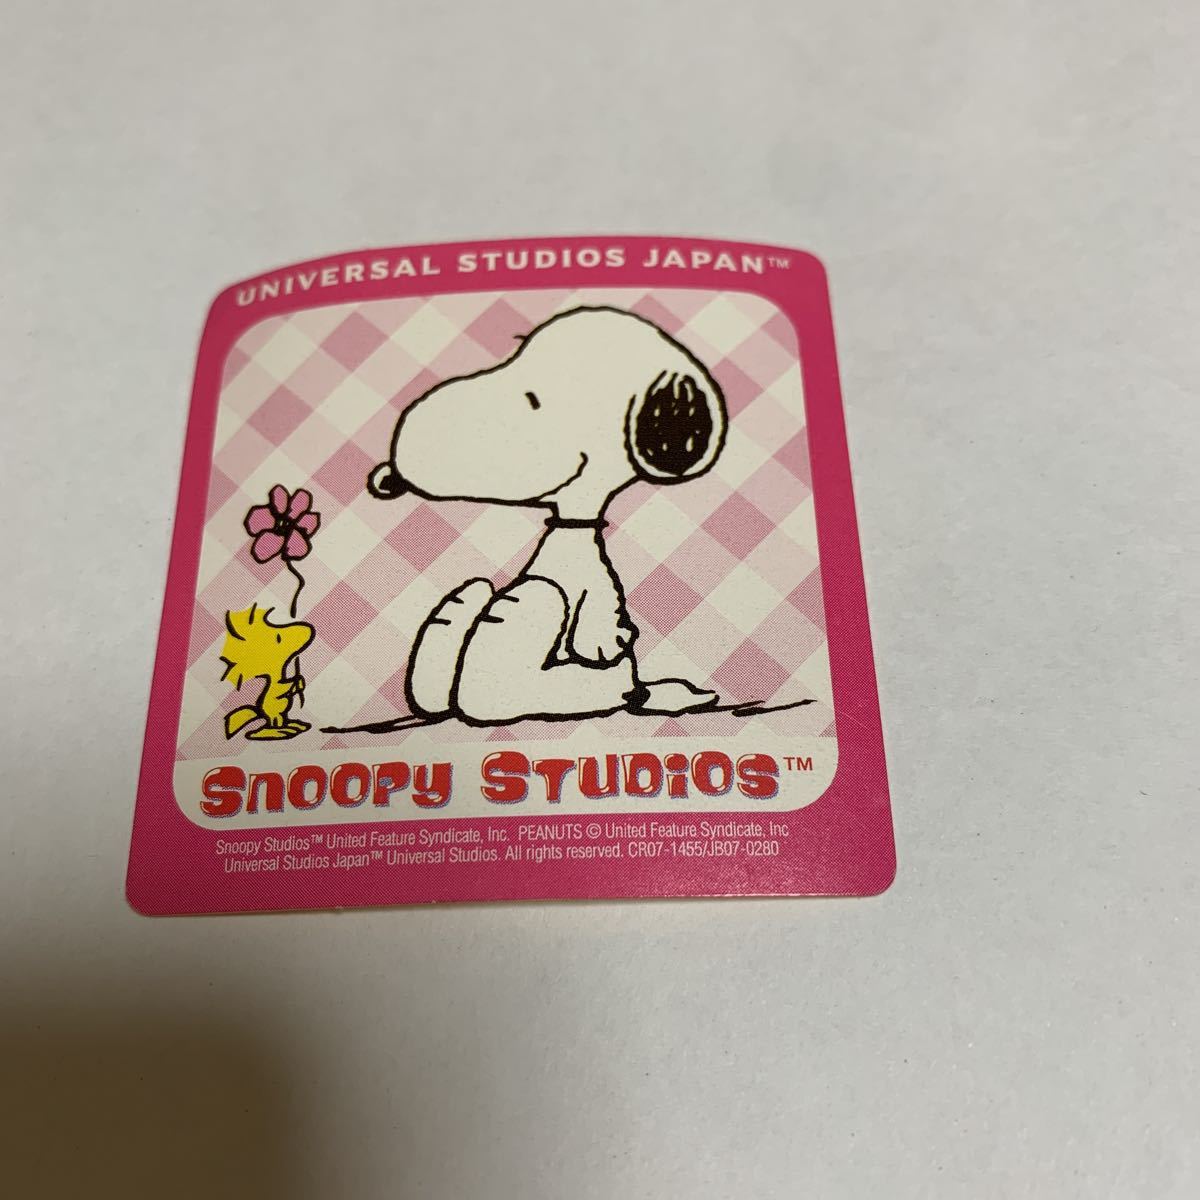 UNIVERSAL STUDIOS JAPAN™
SNOOPY STUDIOS™
Snoopy Studios™ United Feature Syndicate, Inc. PEANUTS © United Feature Syndicate, Inc
Universal Studios Japan™ Universal Studios. All rights reserved. CR07-1455/JB07-0280